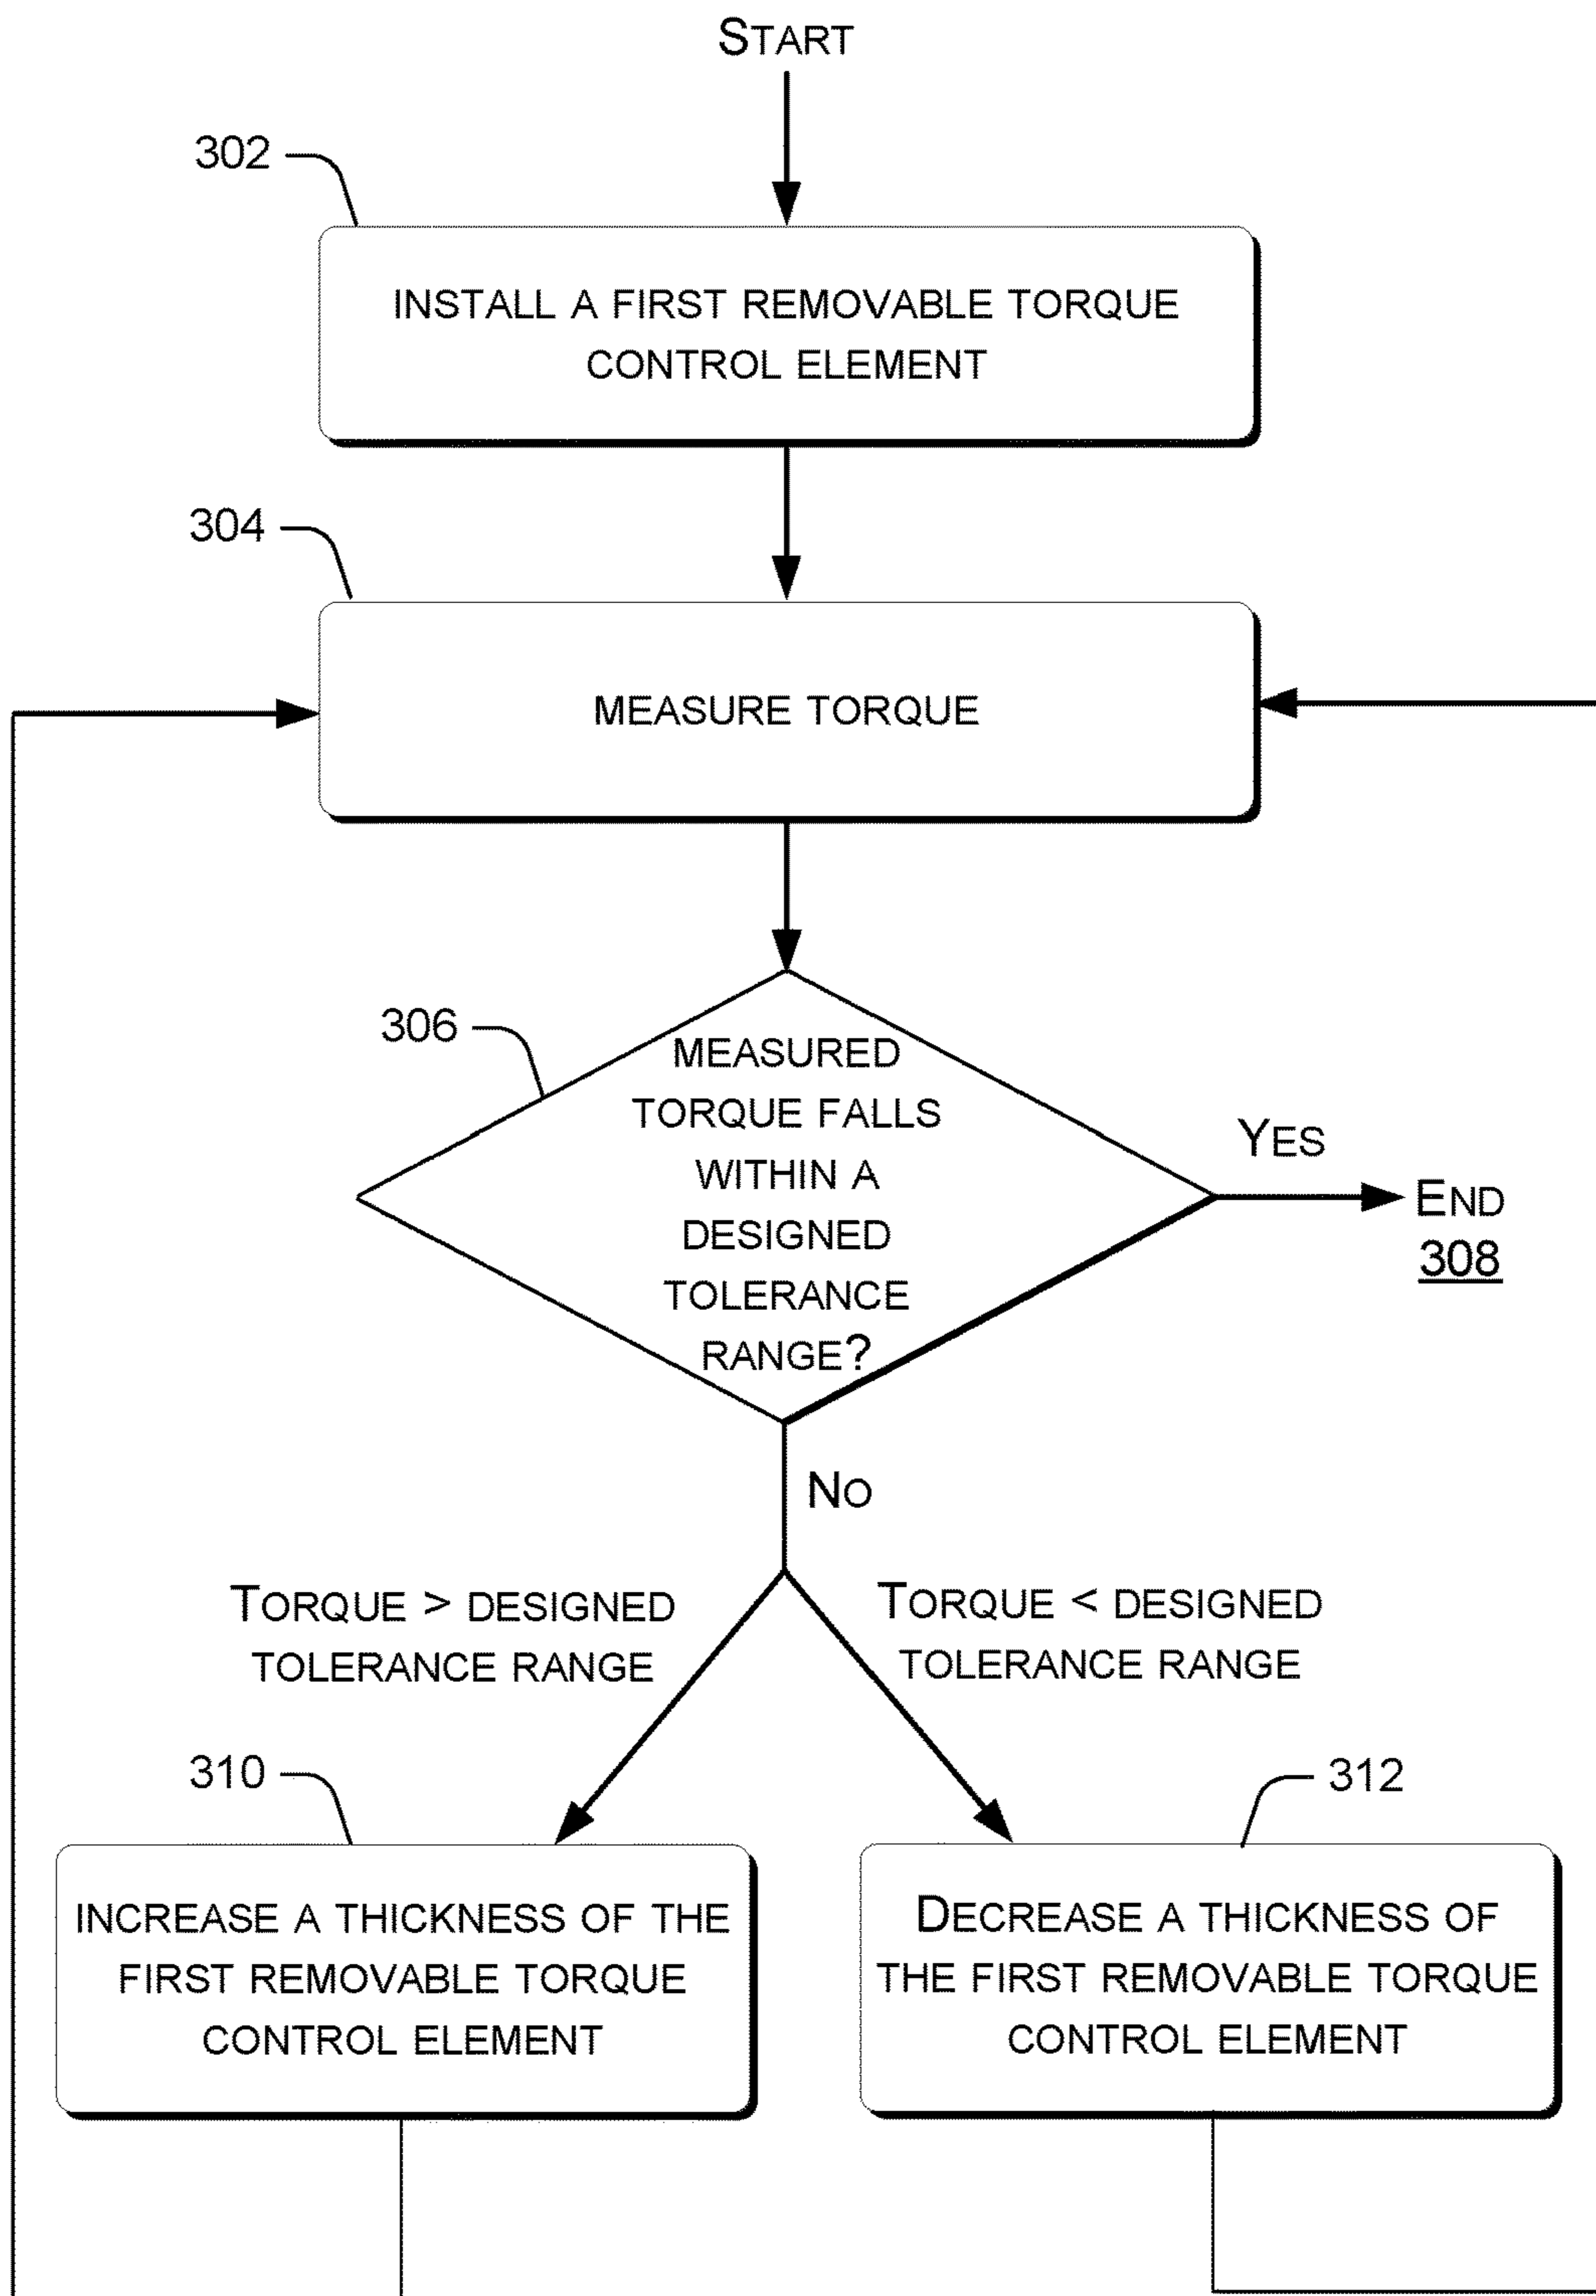 START
302
INSTALL A FIRST REMOVABLE TORQUE
CONTROL ELEMENT
304
MEASURE TORQUE
306
MEASURED
TORQUE FALLS
WITHIN A
DESIGNED
TOLERANCE
RANGE?
YES
END
308
NO
TORQUE > DESIGNED
TOLERANCE RANGE
TORQUE < DESIGNED
TOLERANCE RANGE
310
INCREASE A THICKNESS OF THE
FIRST REMOVABLE TORQUE
CONTROL ELEMENT
312
DECREASE A THICKNESS OF
THE FIRST REMOVABLE TORQUE
CONTROL ELEMENT